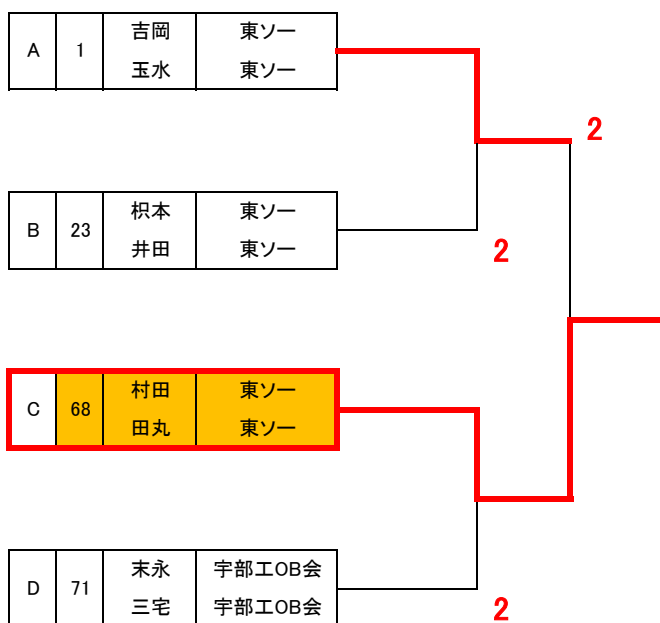 A 1 吉岡 東ソー
玉水 東ソー
2
B 23 枳本 東ソー
井田 東ソー
2
C 68 村田 東ソー
田丸 東ソー
D 71 末永 宇部工OB会
三宅 宇部工OB会
2